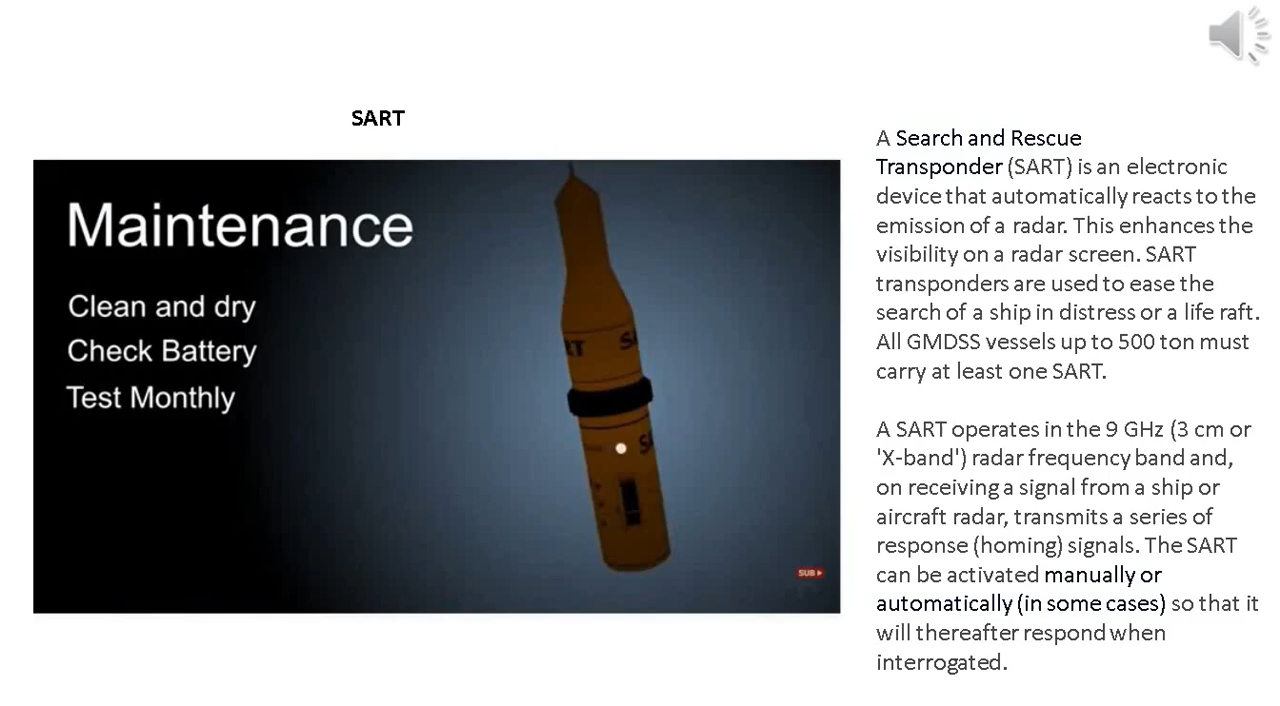 SART
Maintenance
Clean and dry
Check Battery
Test Monthly
SUB
A Search and Rescue
Transponder (SART) is an electronic
device that automatically reacts to the
emission of a radar. This enhances the
visibility on a radar screen. SART
transponders are used to ease the
search of a ship in distress or a life raft.
All GMDSS vessels up to 500 ton must
carry at least one SART.
A SART operates in the 9 GHz (3 cm or
'X-band') radar frequency band and,
on receiving a signal from a ship or
aircraft radar, transmits a series of
response (homing) signals. The SART
can be activated manually or
automatically (in some cases) so that it
will thereafter respond when
interrogated.